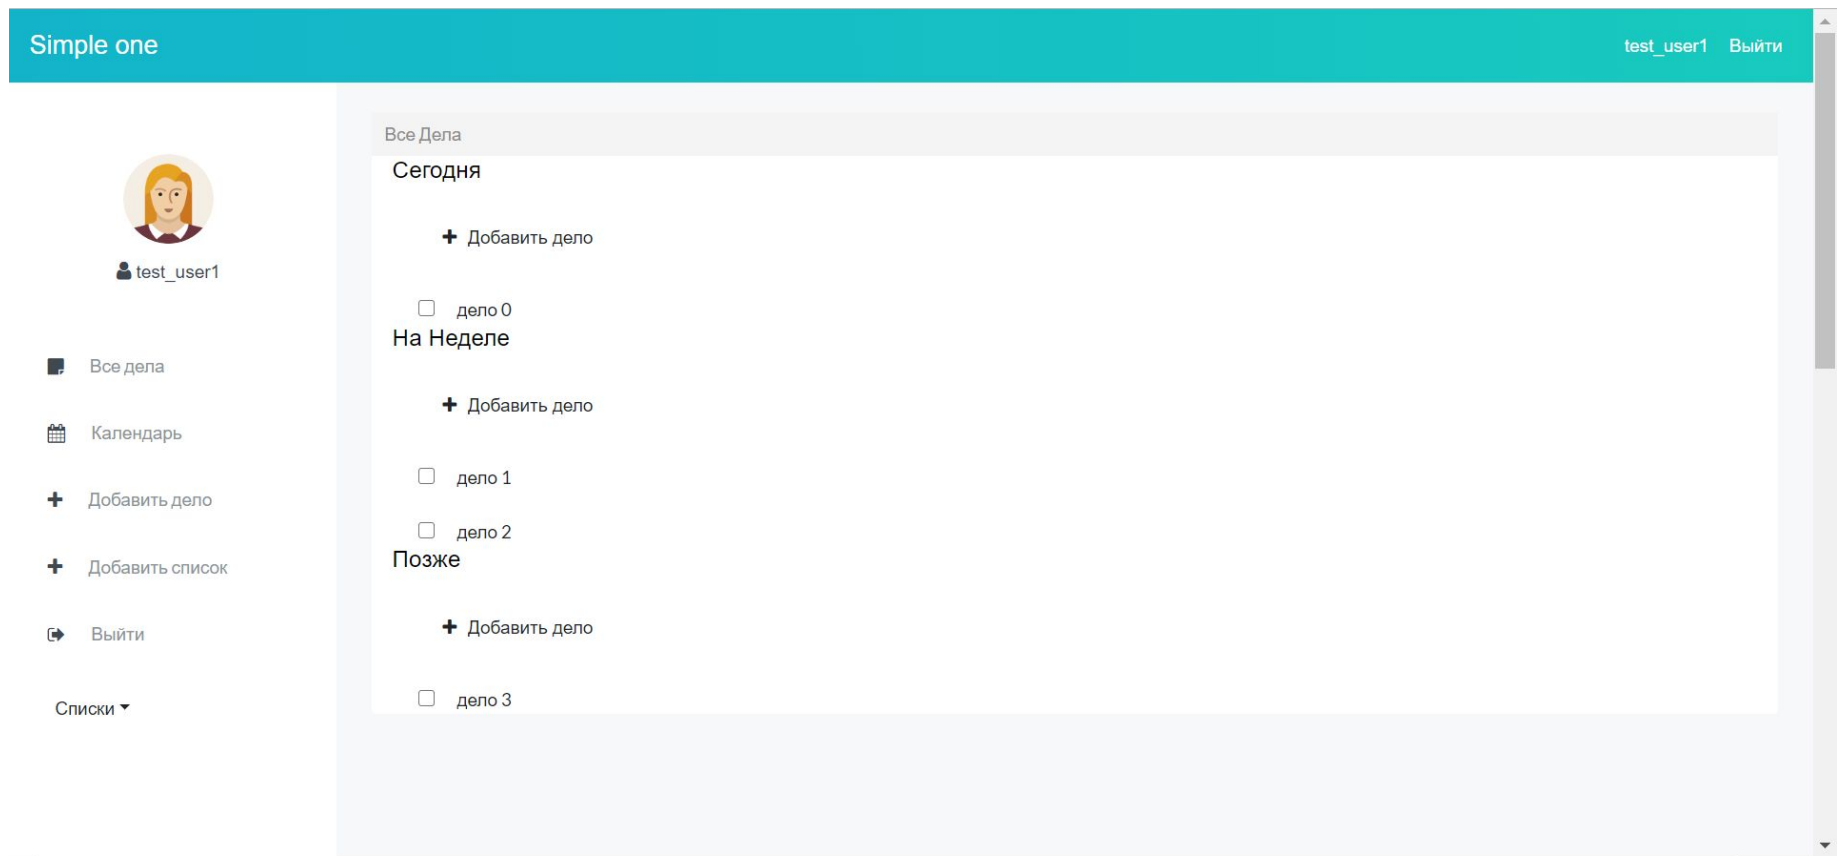 Simple one
test_user1 Выйти
test_user1
Все дела
Календарь
Добавить дело
Добавить список
Выйти
Списки
Все Дела
Сегодня
Добавить дело
дело 0
На Неделе
Добавить дело
дело 1
дело 2
Позже
Добавить дело
дело 3